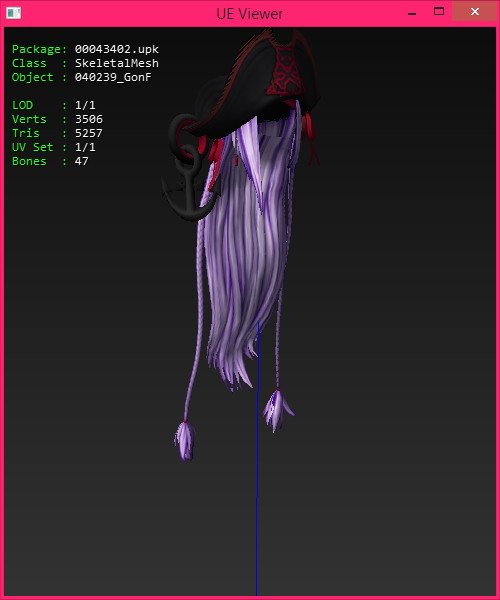 UE Viewer
Package: 00043402.upk
Class : SkeletalMesh
Object : 040239_GonF
LOD : 1/1
Verts : 3506
Tris : 5257
UV Set : 1/1
Bones : 47